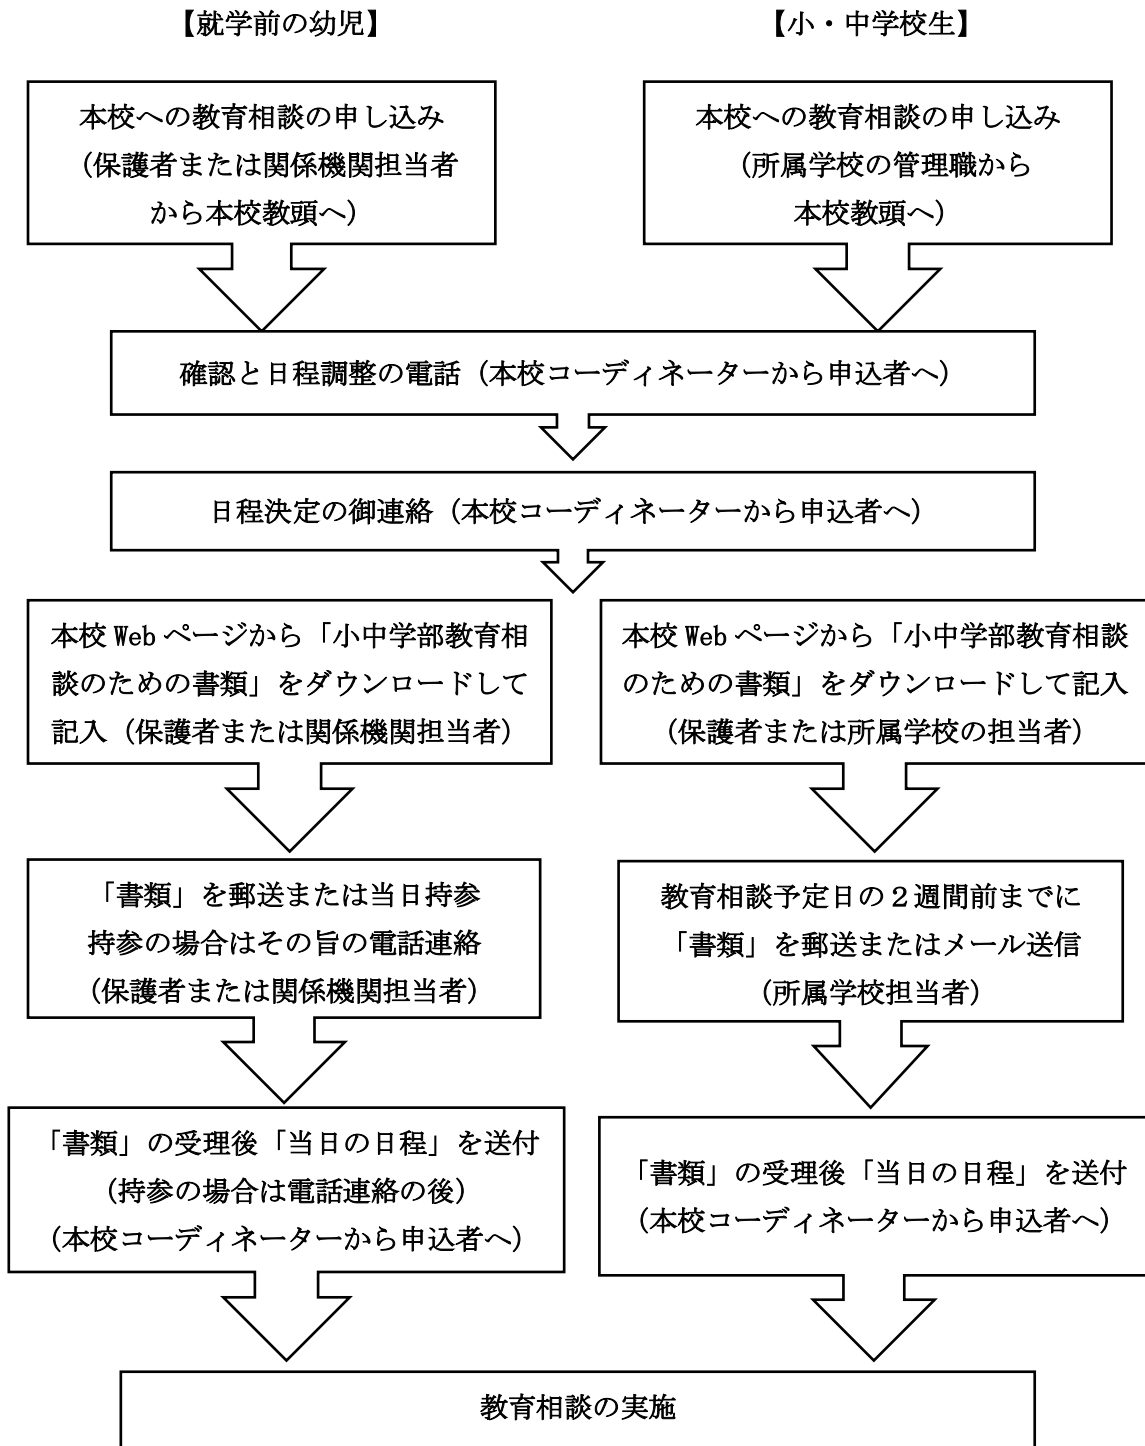 【就学前の幼児】
【小・中学校生】
本校への教育相談の申し込み
（保護者または関係機関担当者
から本校教頭へ）
本校への教育相談の申し込み
（所属学校の管理職から
本校教頭へ）
確認と日程調整の電話（本校コーディネーターから申込者へ）
日程決定の御連絡（本校コーディネーターから申込者へ）
本校 Web ページから「小中学部教育相
談のための書類」をダウンロードして
記入（保護者または関係機関担当者）
本校 Web ページから「小中学部教育相談
のための書類」をダウンロードして記入
（保護者または所属学校の担当者）
「書類」を郵送または当日持参
持参の場合はその旨の電話連絡
（保護者または関係機関担当者）
教育相談予定日の２週間前までに
「書類」を郵送またはメール送信
（所属学校担当者）
「書類」の受理後「当日の日程」を送付
（持参の場合は電話連絡の後）
（本校コーディネーターから申込者へ）
「書類」の受理後「当日の日程」を送付
（本校コーディネーターから申込者へ）
教育相談の実施